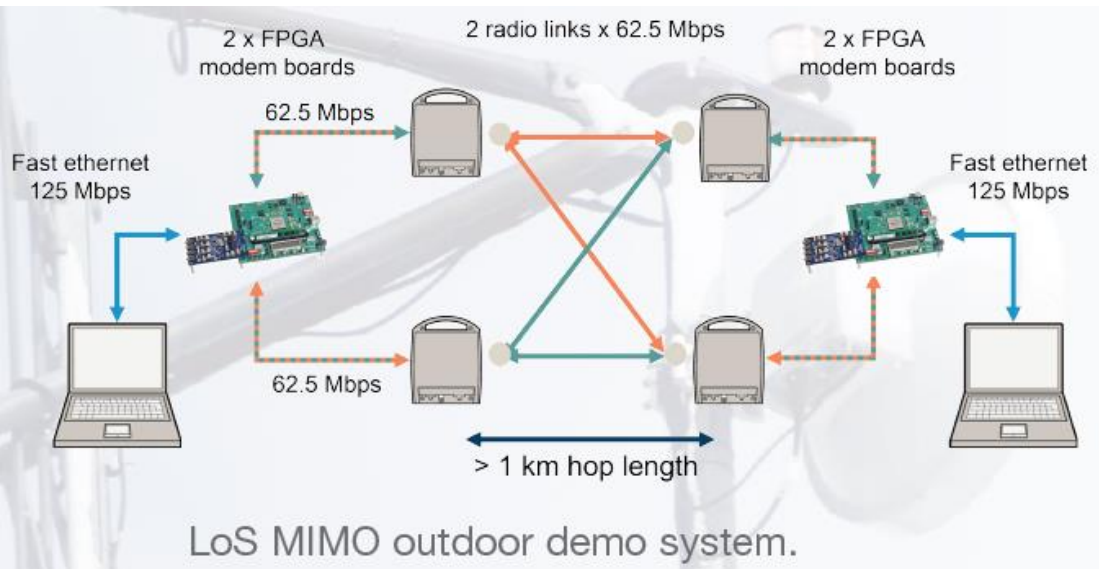 2 x FPGA
modem boards
2 radio links x 62.5 Mbps
2 x FPGA
modem boards
62.5 Mbps
Fast ethernet
125 Mbps
Fast ethernet
125 Mbps
62.5 Mbps
> 1 km hop length
LoS MIMO outdoor demo system.